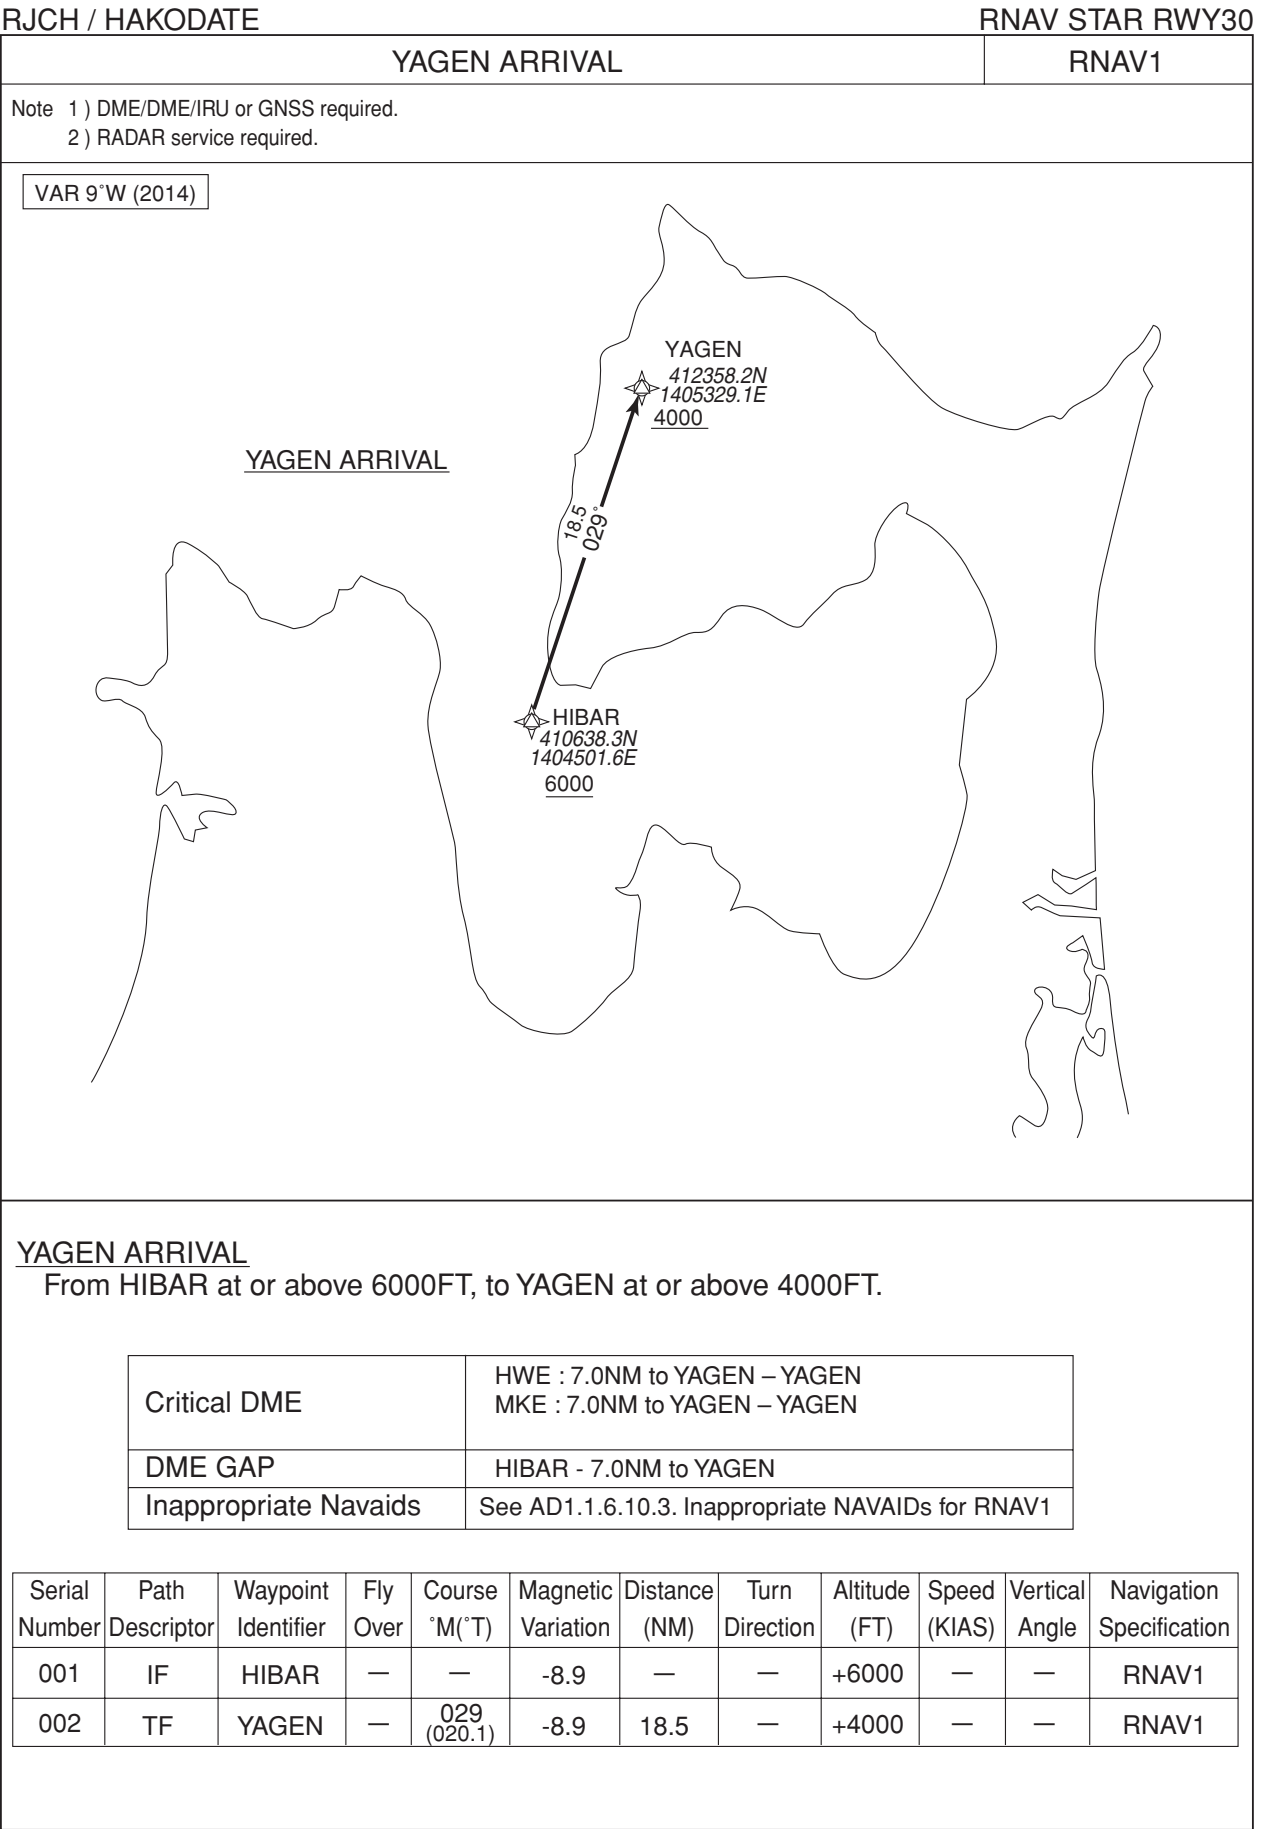 RJCH / HAKODATE
RNAV STAR RWY30
YAGEN ARRIVAL
RNAV1
Note 1 ) DME/DME/IRU or GNSS required.
2 ) RADAR service required.
VAR 9˚W (2014)
YAGEN
412358.2N
1405329.1E
4000
YAGEN ARRIVAL
18.5
029˚
HIBAR
410638.3N
1404501.6E
6000
YAGEN ARRIVAL
From HIBAR at or above 6000FT, to YAGEN at or above 4000FT.
Critical DME
HWE : 7.0NM to YAGEN – YAGEN
MKE : 7.0NM to YAGEN – YAGEN
DME GAP
HIBAR - 7.0NM to YAGEN
Inappropriate Navaids
See AD1.1.6.10.3. Inappropriate NAVAIDs for RNAV1
Serial Path Waypoint Fly Course Magnetic Distance Turn Altitude Speed Vertical Navigation
Number Descriptor Identifier Over ˚M(˚T) Variation (NM) Direction (FT) (KIAS) Angle Specification
001 IF HIBAR — — -8.9 — — +6000 — — RNAV1
002 TF YAGEN — 029 (020.1) -8.9 18.5 — +4000 — — RNAV1